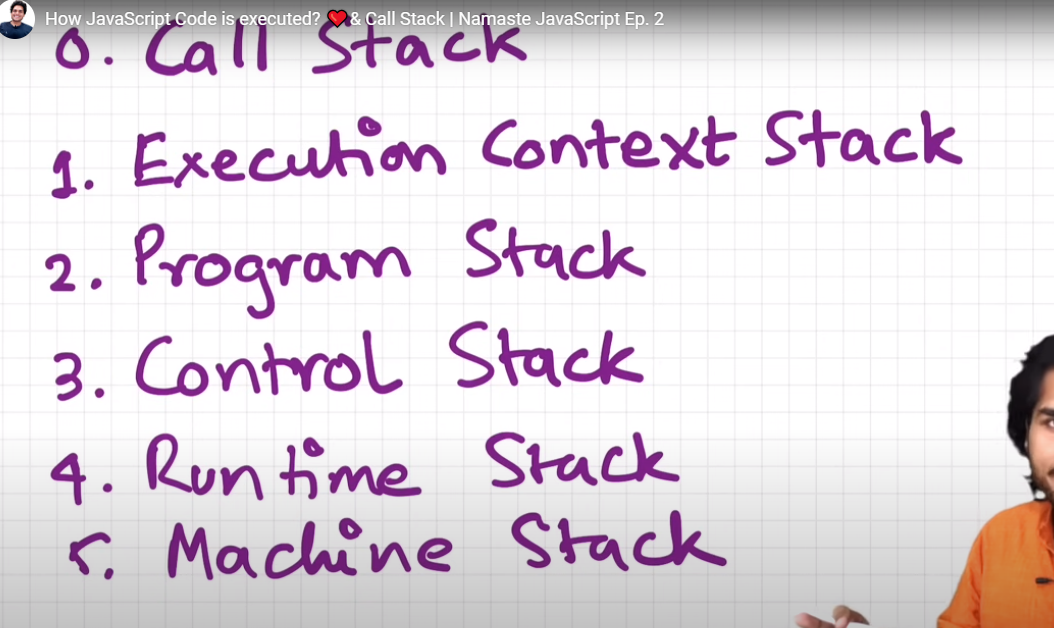 How JavaScript Code is executed? ❤️& Call Stack | Namaste JavaScript Ep. 2
0. Call Stack
1. Execution Context Stack
2. Program Stack
3. Control Stack
4. Runtime Stack
5. Machine Stack